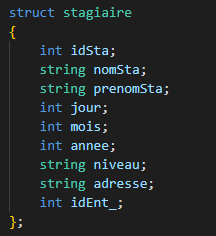 struct stagiaire
{
    int idSta;
    string nomSta;
    string prenomSta;
    int jour;
    int mois;
    int annee;
    string niveau;
    string adresse;
    int idEnt_;
};